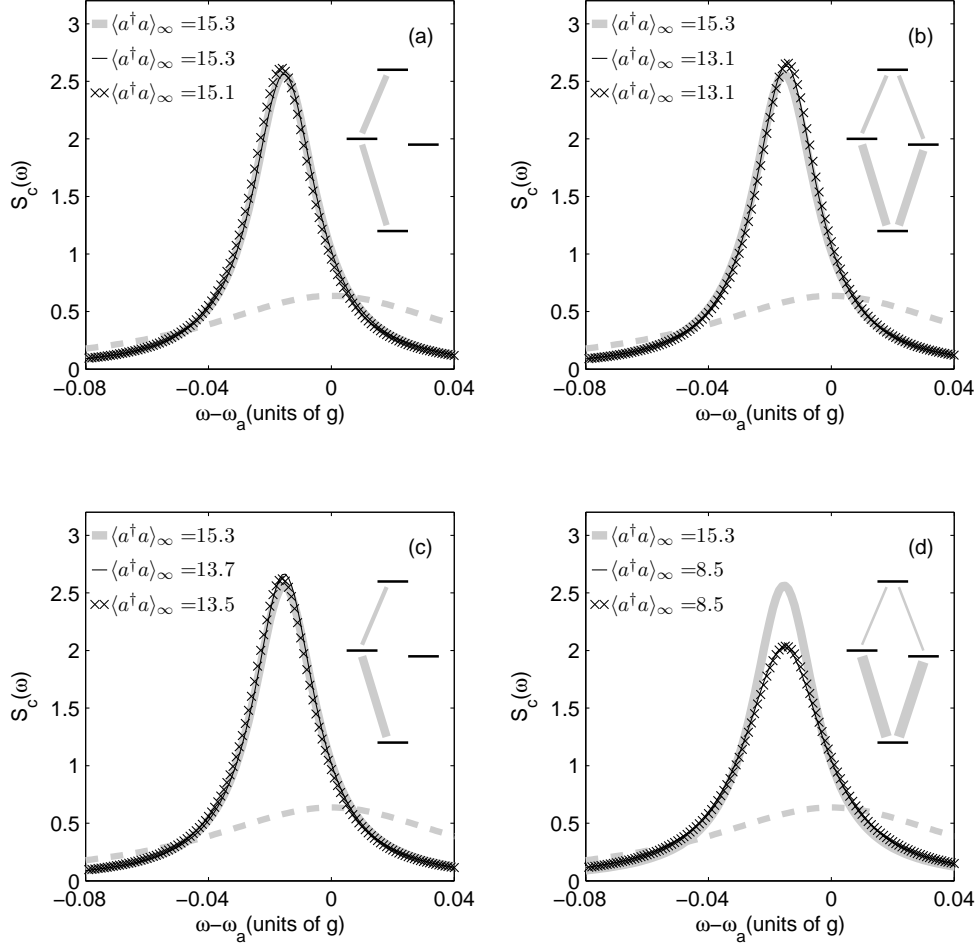 (a)
⟨a†a⟩∞ =15.3
⟨a†a⟩∞ =15.3
⟨a†a⟩∞ =15.1
3
2.5
2
1.5
1
0.5
0
S_c(ω)
−0.08 −0.04 0 0.04
ω−ω_a(units of g)
(b)
⟨a†a⟩∞ =15.3
⟨a†a⟩∞ =13.1
⟨a†a⟩∞ =13.1
3
2.5
2
1.5
1
0.5
0
S_c(ω)
−0.08 −0.04 0 0.04
ω−ω_a(units of g)
(c)
⟨a†a⟩∞ =15.3
⟨a†a⟩∞ =13.7
⟨a†a⟩∞ =13.5
3
2.5
2
1.5
1
0.5
0
S_c(ω)
−0.08 −0.04 0 0.04
ω−ω_a(units of g)
(d)
⟨a†a⟩∞ =15.3
⟨a†a⟩∞ =8.5
⟨a†a⟩∞ =8.5
3
2.5
2
1.5
1
0.5
0
S_c(ω)
−0.08 −0.04 0 0.04
ω−ω_a(units of g)